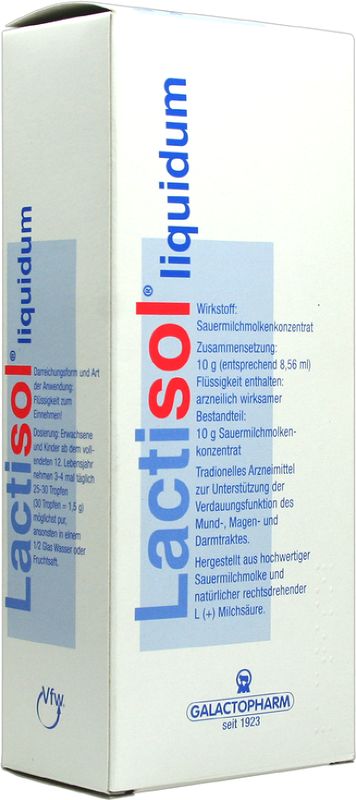 Lactisol® liquidum
Darreichungsform und Art
der Anwendung:
Flüssigkeit zum
Einnehmen!
Dosierung: Erwachsene
und Kinder ab dem voll-
endeten 12. Lebensjahr
nehmen 3-4 mal täglich
25-30 Tropfen
(30 Tropfen = 1,5 g)
möglichst pur,
ansonsten in einem
1/2 Glas Wasser oder
Fruchtsaft.
Vfw
Lactisol® liquidum
Wirkstoff:
Sauermilchmolkenkonzentrat
Zusammensetzung:
10 g (entsprechend 8,56 ml)
Flüssigkeit enthalten:
arzneilich wirksamer
Bestandteil:
10 g Sauermilchmolken-
konzentrat
Tradionelles Arzneimittel
zur Unterstützung der
Verdauungsfunktion des
Mund-, Magen- und
Darmtraktes.
Hergestellt aus hochwertiger
Sauermilchmolke und
natürlicher rechtsdrehender
L (+) Milchsäure.
GALACTOPHARM
seit 1923